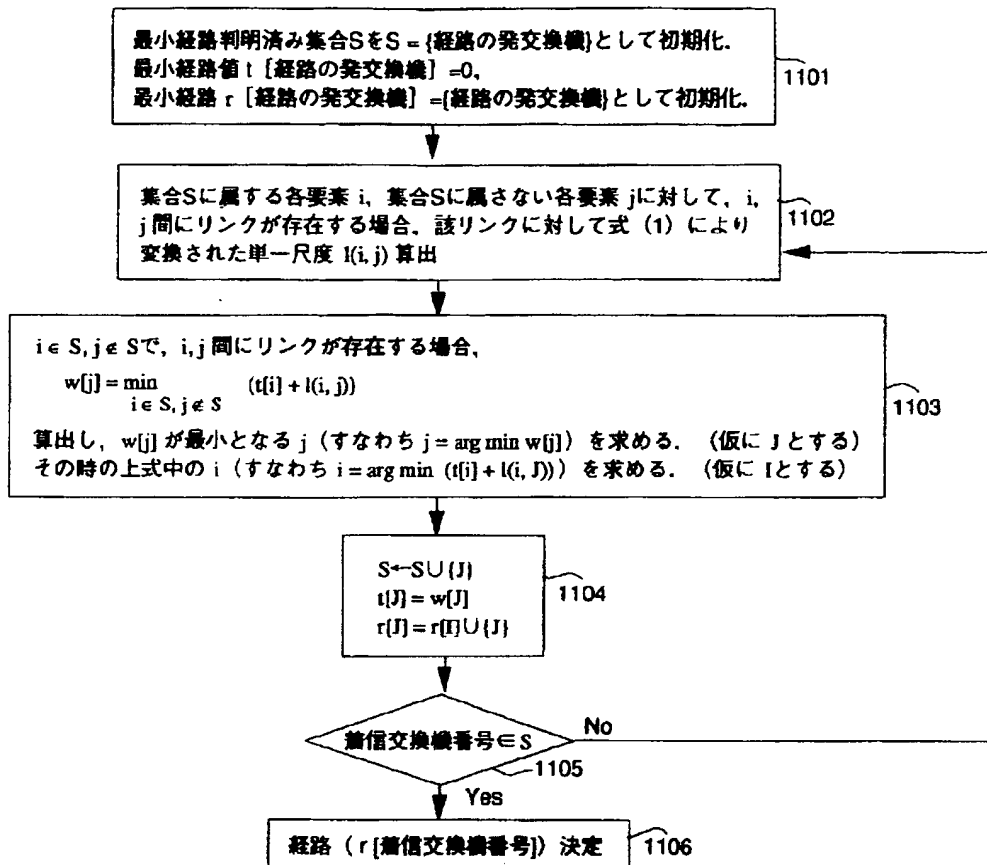 最小経路判明済み集合SをS = {経路の発交換機}として初期化.
最小経路値 t [経路の発交換機] =0,
最小経路 r [経路の発交換機] ={経路の発交換機}として初期化.
1101
集合Sに属する各要素 i, 集合Sに属さない各要素 jに対して, i,
j 間にリンクが存在する場合, 該リンクに対して式 (1) により
変換された単一尺度 l(i, j) 算出
1102
i ∈ S, j ∉ Sで, i, j 間にリンクが存在する場合,
w[j] = min (t[i] + l(i, j))
i ∈ S, j ∉ S
算出し, w[j] が最小となる j (すなわち j = arg min w[j]) を求める. (仮に J とする)
その時の上式中の i (すなわち i = arg min (t[i] + l(i, J))) を求める. (仮に Iとする)
1103
S←S∪{J}
t[J] = w[J]
r[J] = r[I]∪{J}
1104
着信交換機番号∈ S
No
1105
Yes
経路 (r [着信交換機番号]) 決定
1106